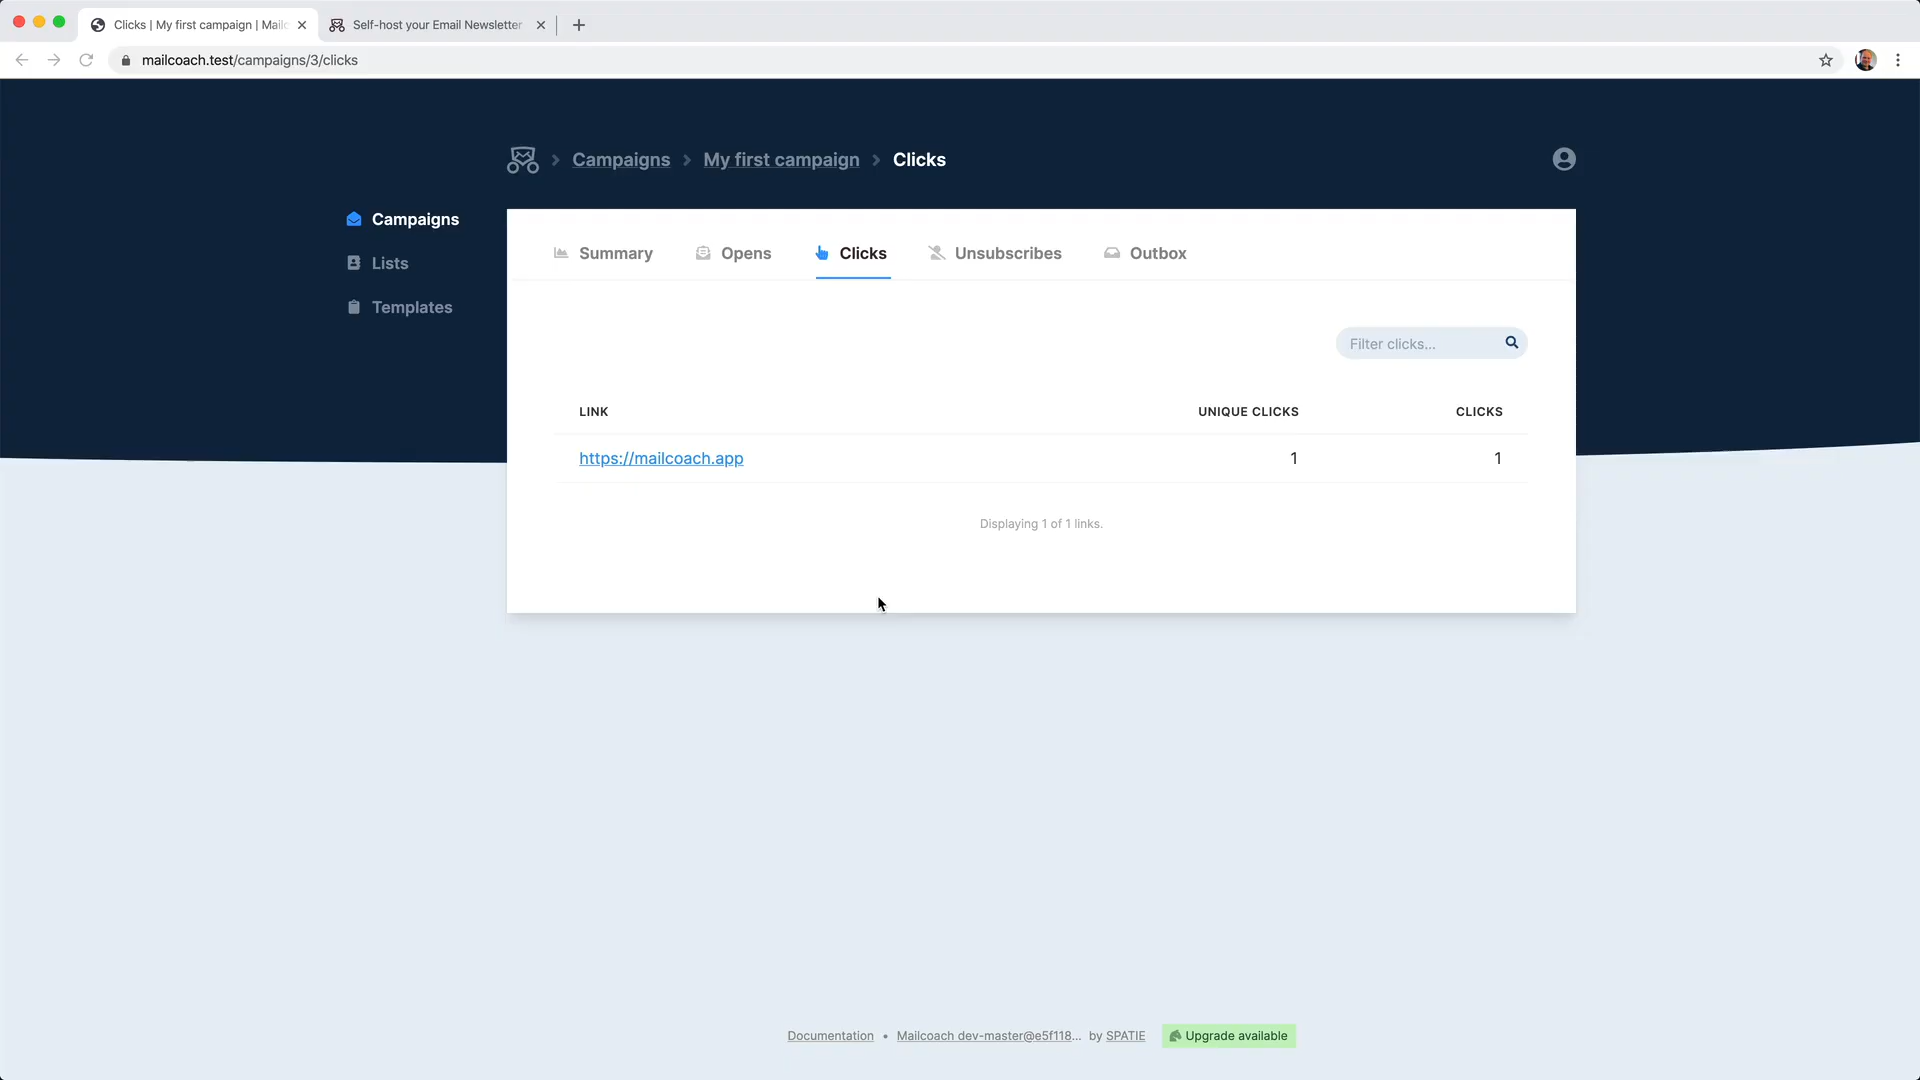 Clicks | My first campaign | Mailc
Self-host your Email Newsletter
mailcoach.test/campaigns/3/clicks
Campaigns
My first campaign
Clicks
Campaigns
Lists
Templates
Summary
Opens
Clicks
Unsubscribes
Outbox
Filter clicks...
LINK UNIQUE CLICKS CLICKS
https://mailcoach.app 1 1
Displaying 1 of 1 links.
Documentation • Mailcoach dev-master@e5f118... by SPATIE Upgrade available